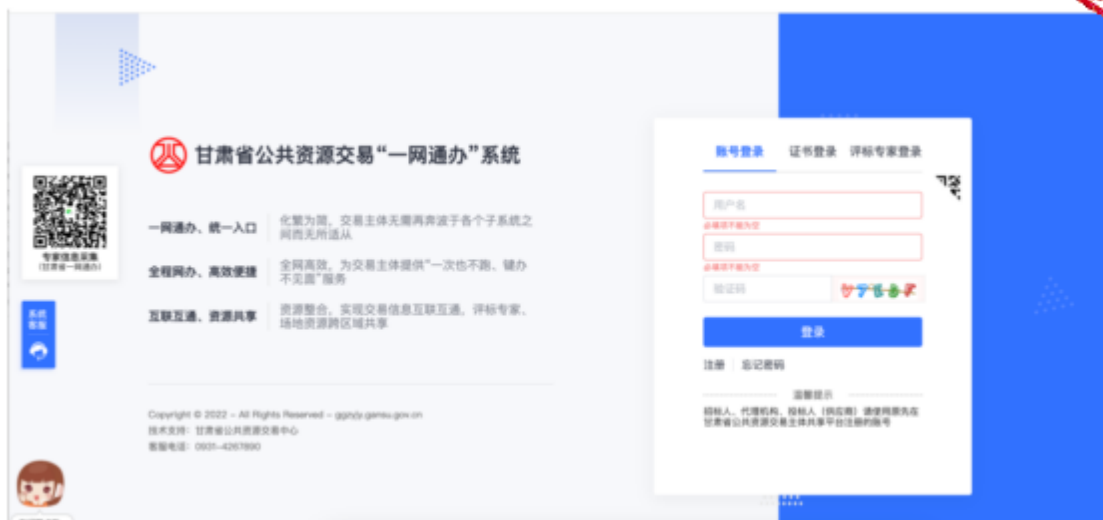 甘肃省公共资源交易“一网通办”系统
专家信息采集
(甘肃省一网通办)
一网通办、统一入口
化繁为简，交易主体无需再奔波于各个子系统之
间而无所适从
全程网办、高效便捷
全网高效，为交易主体提供“一次也不跑、键办
不见面”服务
互联互通、资源共享
资源整合，实现交易信息互联互通，评标专家、
场地资源跨区域共享
系统
客服
Copyright © 2022 – All Rights Reserved – ggzyjy.gansu.gov.cn
技术支持：甘肃省公共资源交易中心
客服电话：0931-4267890
账号登录 证书登录 评标专家登录
用户名
必填项不能为空
密码
必填项不能为空
验证码
登录
注册 忘记密码
温馨提示
招标人、代理机构、投标人（供应商）请使用原先在
甘肃省公共资源交易主体共享平台注册的账号